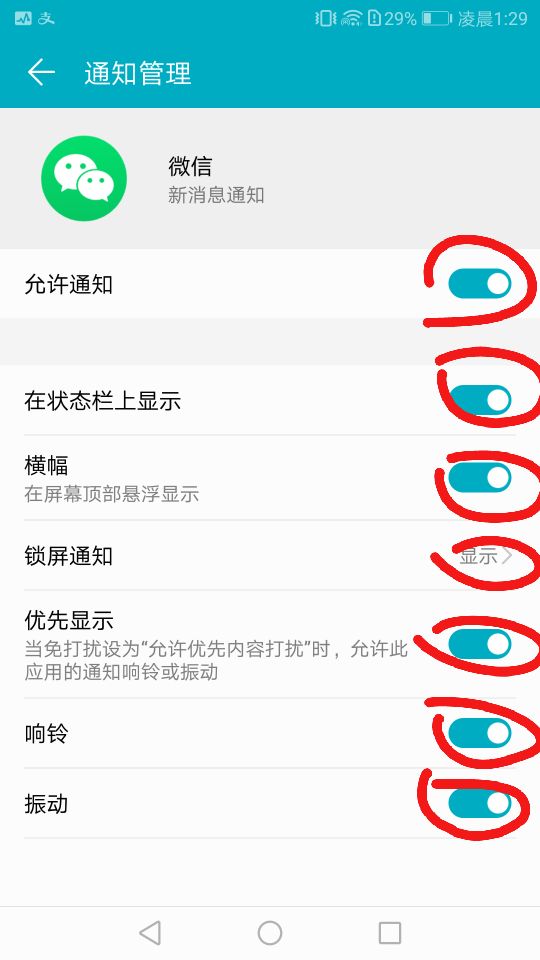 支 29% 凌晨1:29
通知管理
微信
新消息通知
允许通知
在状态栏上显示
横幅
在屏幕顶部悬浮显示
锁屏通知 显示
优先显示
当免打扰设为“允许优先内容打扰”时，允许此
应用的通知响铃或振动
响铃
振动